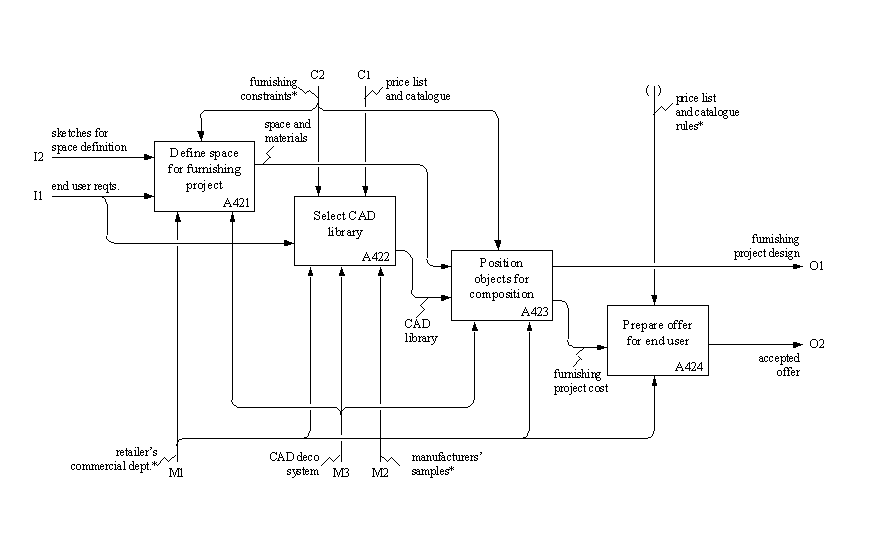 C2
C1
furnishing
constraints*
price list
and catalogue
( )
price list
and catalogue
rules*
space and
materials
sketches for
space definition
I2
end user reqts.
I1
Define space
for furnishing
project
A421
Select CAD
library
A422
Position
objects for
composition
A423
furnishing
project design
O1
CAD
library
Prepare offer
for end user
A424
O2
accepted
offer
furnishing
project cost
retailer's
commercial dept.*
M1
CAD deco
system
M3
M2
manufacturers'
samples*